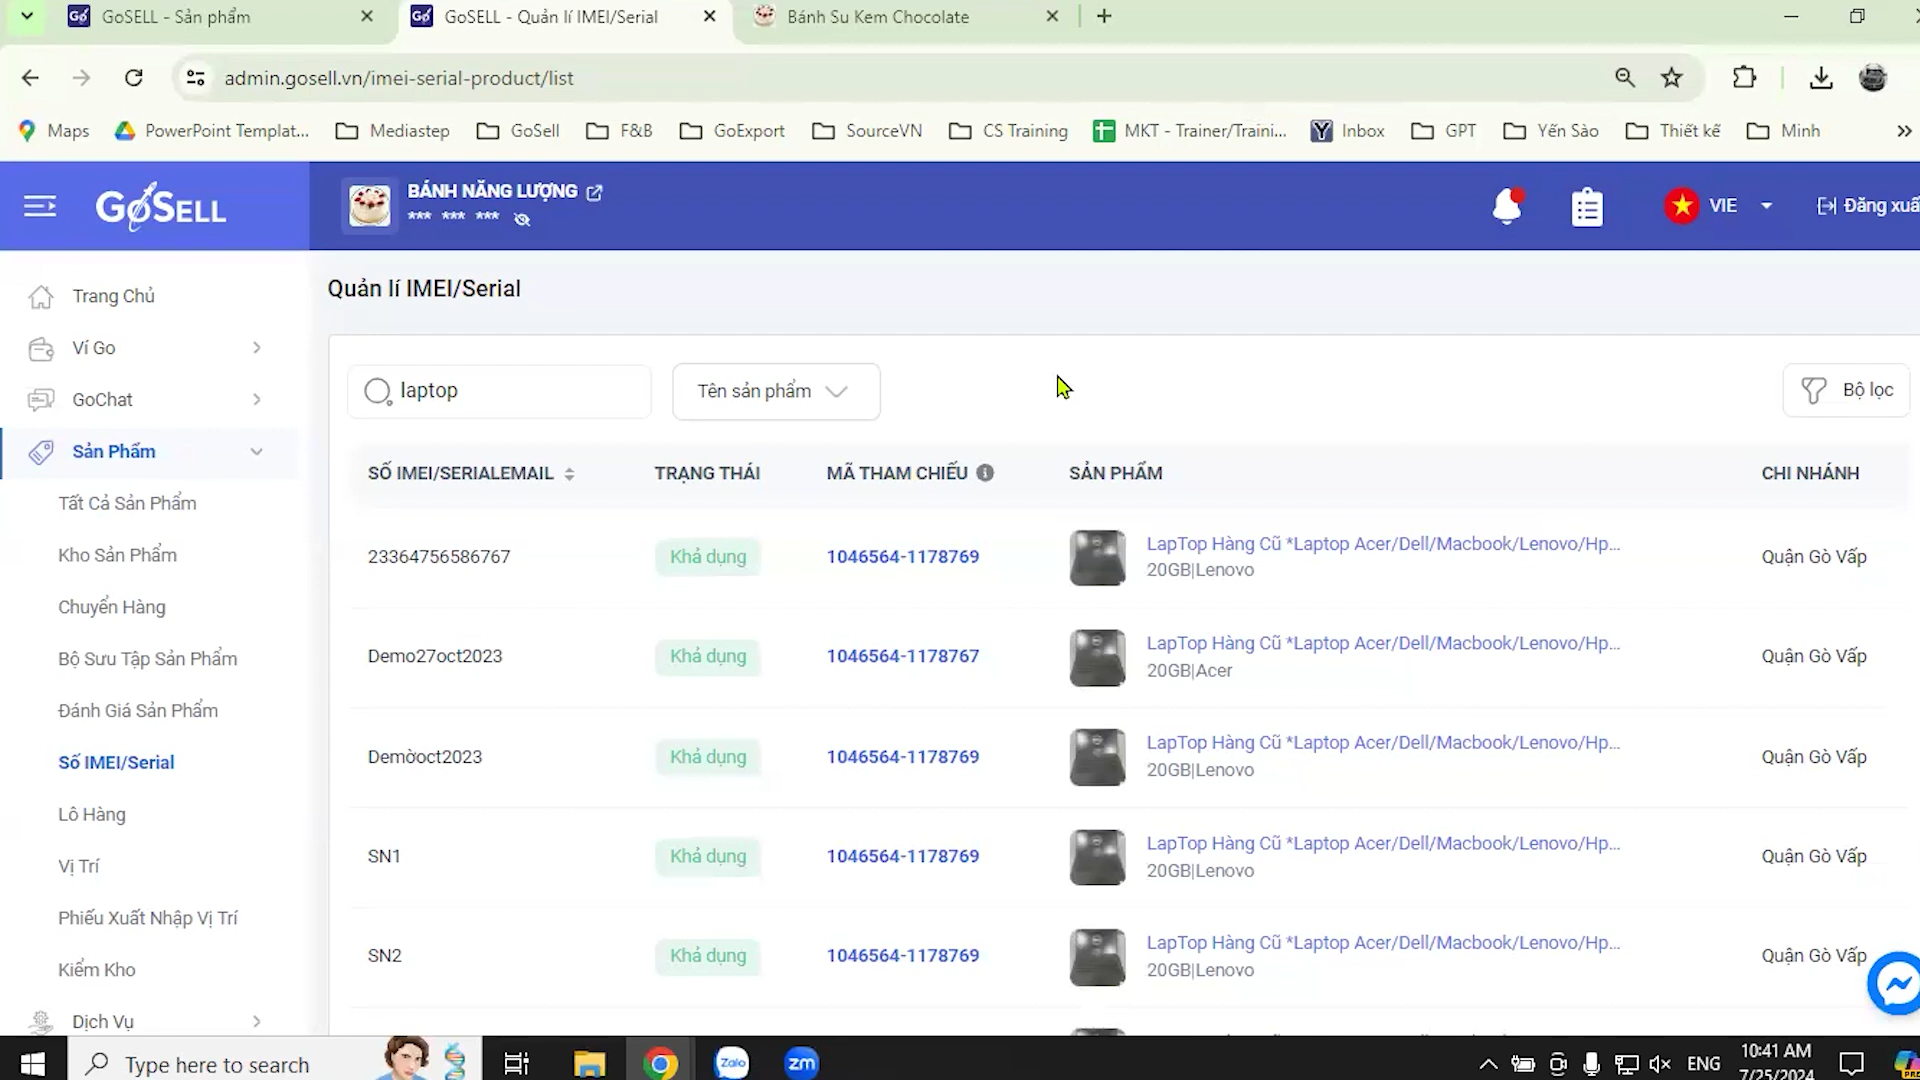 GoSELL - Sản phẩm
GoSELL - Quản lí IMEI/Serial
Bánh Su Kem Chocolate
admin.gosell.vn/imei-serial-product/list
Maps
PowerPoint Templat...
Mediastep
GoSell
F&B
GoExport
SourceVN
CS Training
MKT - Trainer/Traini...
Inbox
GPT
Yến Sào
Thiết kế
Minh
GoSELL
BÁNH NĂNG LƯỢNG
*** *** ***
VIE
Đăng xuấ
Trang Chủ
Ví Go
GoChat
Sản Phẩm
Tất Cả Sản Phẩm
Kho Sản Phẩm
Chuyển Hàng
Bộ Sưu Tập Sản Phẩm
Đánh Giá Sản Phẩm
Số IMEI/Serial
Lô Hàng
Vị Trí
Phiếu Xuất Nhập Vị Trí
Kiểm Kho
Dịch Vụ
Quản lí IMEI/Serial
laptop
Tên sản phẩm
Bộ lọc
SỐ IMEI/SERIALEMAIL TRẠNG THÁI MÃ THAM CHIẾU SẢN PHẨM CHI NHÁNH
23364756586767 Khả dụng 1046564-1178769 LapTop Hàng Cũ *Laptop Acer/Dell/Macbook/Lenovo/Hp... Quận Gò Vấp
20GB|Lenovo
Demo27oct2023 Khả dụng 1046564-1178767 LapTop Hàng Cũ *Laptop Acer/Dell/Macbook/Lenovo/Hp... Quận Gò Vấp
20GB|Acer
Demờoct2023 Khả dụng 1046564-1178769 LapTop Hàng Cũ *Laptop Acer/Dell/Macbook/Lenovo/Hp... Quận Gò Vấp
20GB|Lenovo
SN1 Khả dụng 1046564-1178769 LapTop Hàng Cũ *Laptop Acer/Dell/Macbook/Lenovo/Hp... Quận Gò Vấp
20GB|Lenovo
SN2 Khả dụng 1046564-1178769 LapTop Hàng Cũ *Laptop Acer/Dell/Macbook/Lenovo/Hp... Quận Gò Vấp
20GB|Lenovo
Type here to search
Zalo
zm
ENG
10:41 AM
7/25/2024